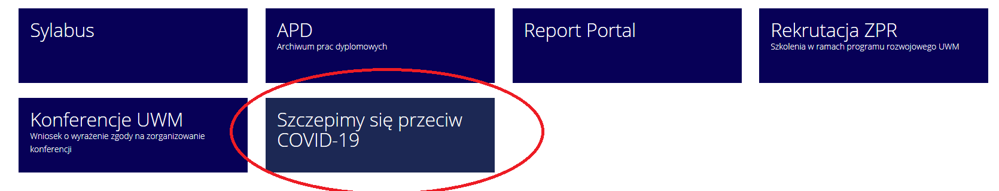 Sylabus
APD
Archiwum prac dyplomowych
Report Portal
Rekrutacja ZPR
Szkolenia w ramach programu rozwojowego UWM
Konferencje UWM
Wniosek o wyrażenie zgody na zorganizowanie
konferencji
Szczepimy się przeciw
COVID-19